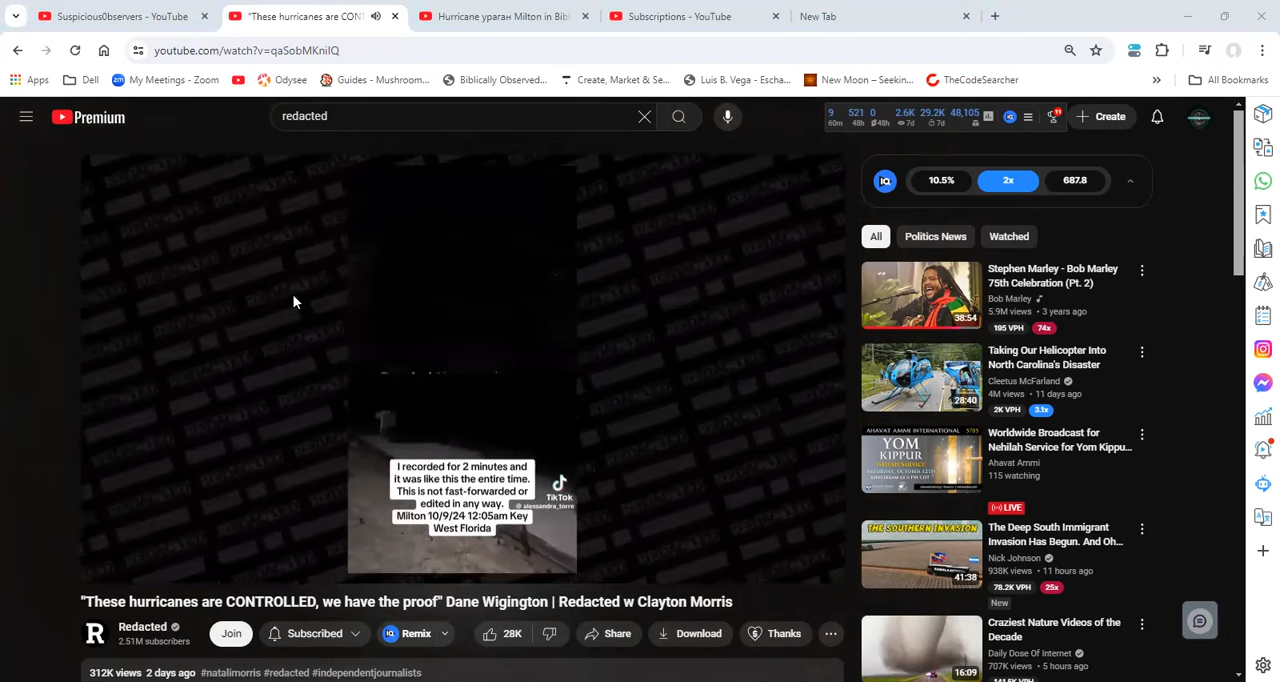 Suspicious0bservers - YouTube
"These hurricanes are CONT
Hurricane ураган Milton in Bibl
Subscriptions - YouTube
New Tab
youtube.com/watch?v=qaSobMKniIQ
Apps
Dell
My Meetings - Zoom
Odysee
Guides - Mushroom...
Biblically Observed...
Create, Market & Se...
Luis B. Vega - Escha...
New Moon – Seekin...
TheCodeSearcher
»
All Bookmarks
Premium
redacted
9 521 0 2.6K 29.2K 48,105
60m 48h 48h 7d 7d
11
Create
IQ
10.5%
2x
687.8
All
Politics News
Watched
Stephen Marley - Bob Marley
75th Celebration (Pt. 2)
Bob Marley
5.9M views • 3 years ago
195 VPH
74x
38:54
Taking Our Helicopter Into
North Carolina's Disaster
Cleetus McFarland
4M views • 11 days ago
2K VPH
3.1x
28:40
AHAVAT AMMI INTERNATIONAL 5785
YOM
KIPPUR
Worldwide Broadcast for
Nehilah Service for Yom Kippu...
Ahavat Ammi
115 watching
LIVE
THE SOUTHERN INVASION
41:38
The Deep South Immigrant
Invasion Has Begun. And Oh...
Nick Johnson
938K views • 11 hours ago
78.2K VPH
25x
New
Craziest Nature Videos of the
Decade
Daily Dose Of Internet
707K views • 5 hours ago
16:09
I recorded for 2 minutes and
it was like this the entire time.
This is not fast-forwarded or
edited in any way.
Milton 10/9/24 12:05am Key
West Florida
TikTok
@alessandra_torre
"These hurricanes are CONTROLLED, we have the proof" Dane Wigington | Redacted w Clayton Morris
R
Redacted
2.51M subscribers
Join
Subscribed
Remix
28K
Share
Download
Thanks
312K views 2 days ago #natalimorris #redacted #independentjournalists